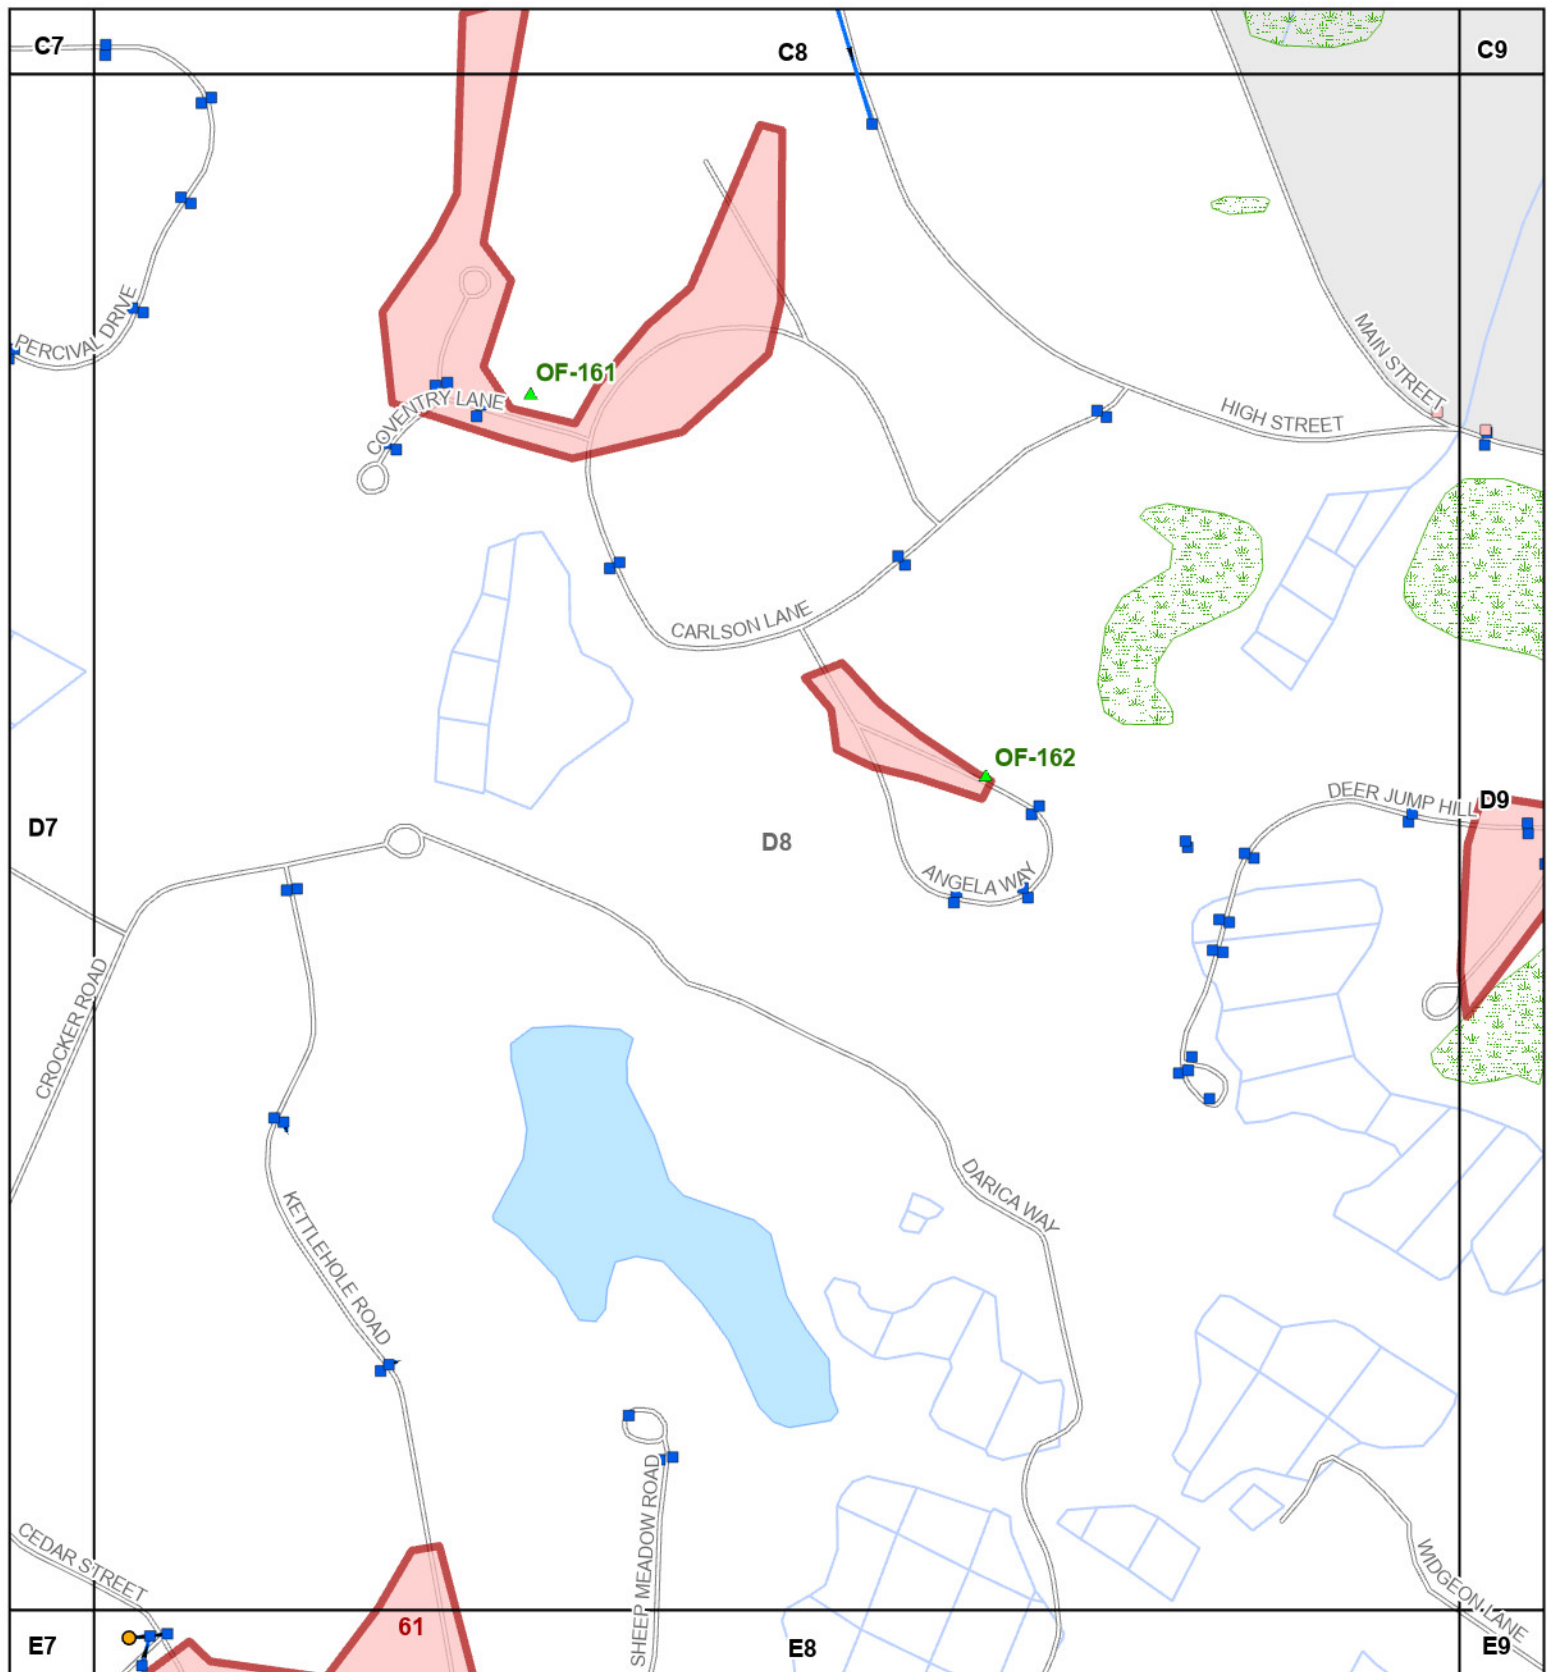 C7
C8
C9
PERCIVAL DRIVE
MAIN STREET
OF-161
COVENTRY LANE
HIGH STREET
CARLSON LANE
OF-162
DEER JUMP HILL
D9
D7
D8
ANGELA WAY
CROCKER ROAD
DARICA WAY
KETTLEHOLE ROAD
SHEEP MEADOW ROAD
CEDAR STREET
WIDGEON LANE
61
E7
E8
E9